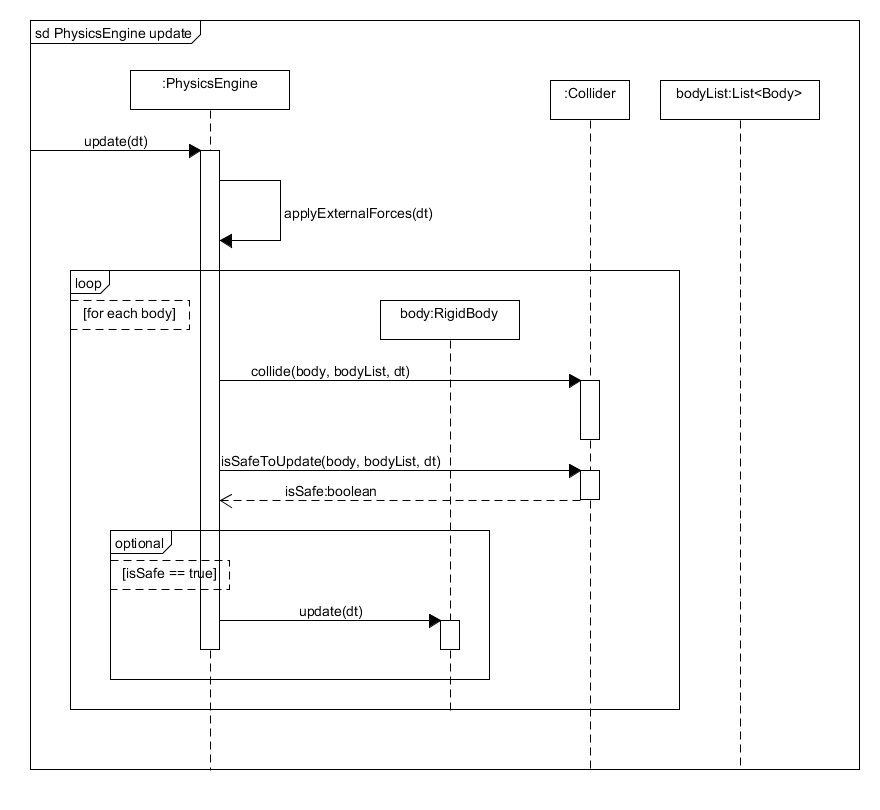 sd PhysicsEngine update
:PhysicsEngine
:Collider
bodyList:List<Body>
update(dt)
applyExternalForces(dt)
loop
[for each body]
body:RigidBody
collide(body, bodyList, dt)
isSafeToUpdate(body, bodyList, dt)
isSafe:boolean
optional
[isSafe == true]
update(dt)